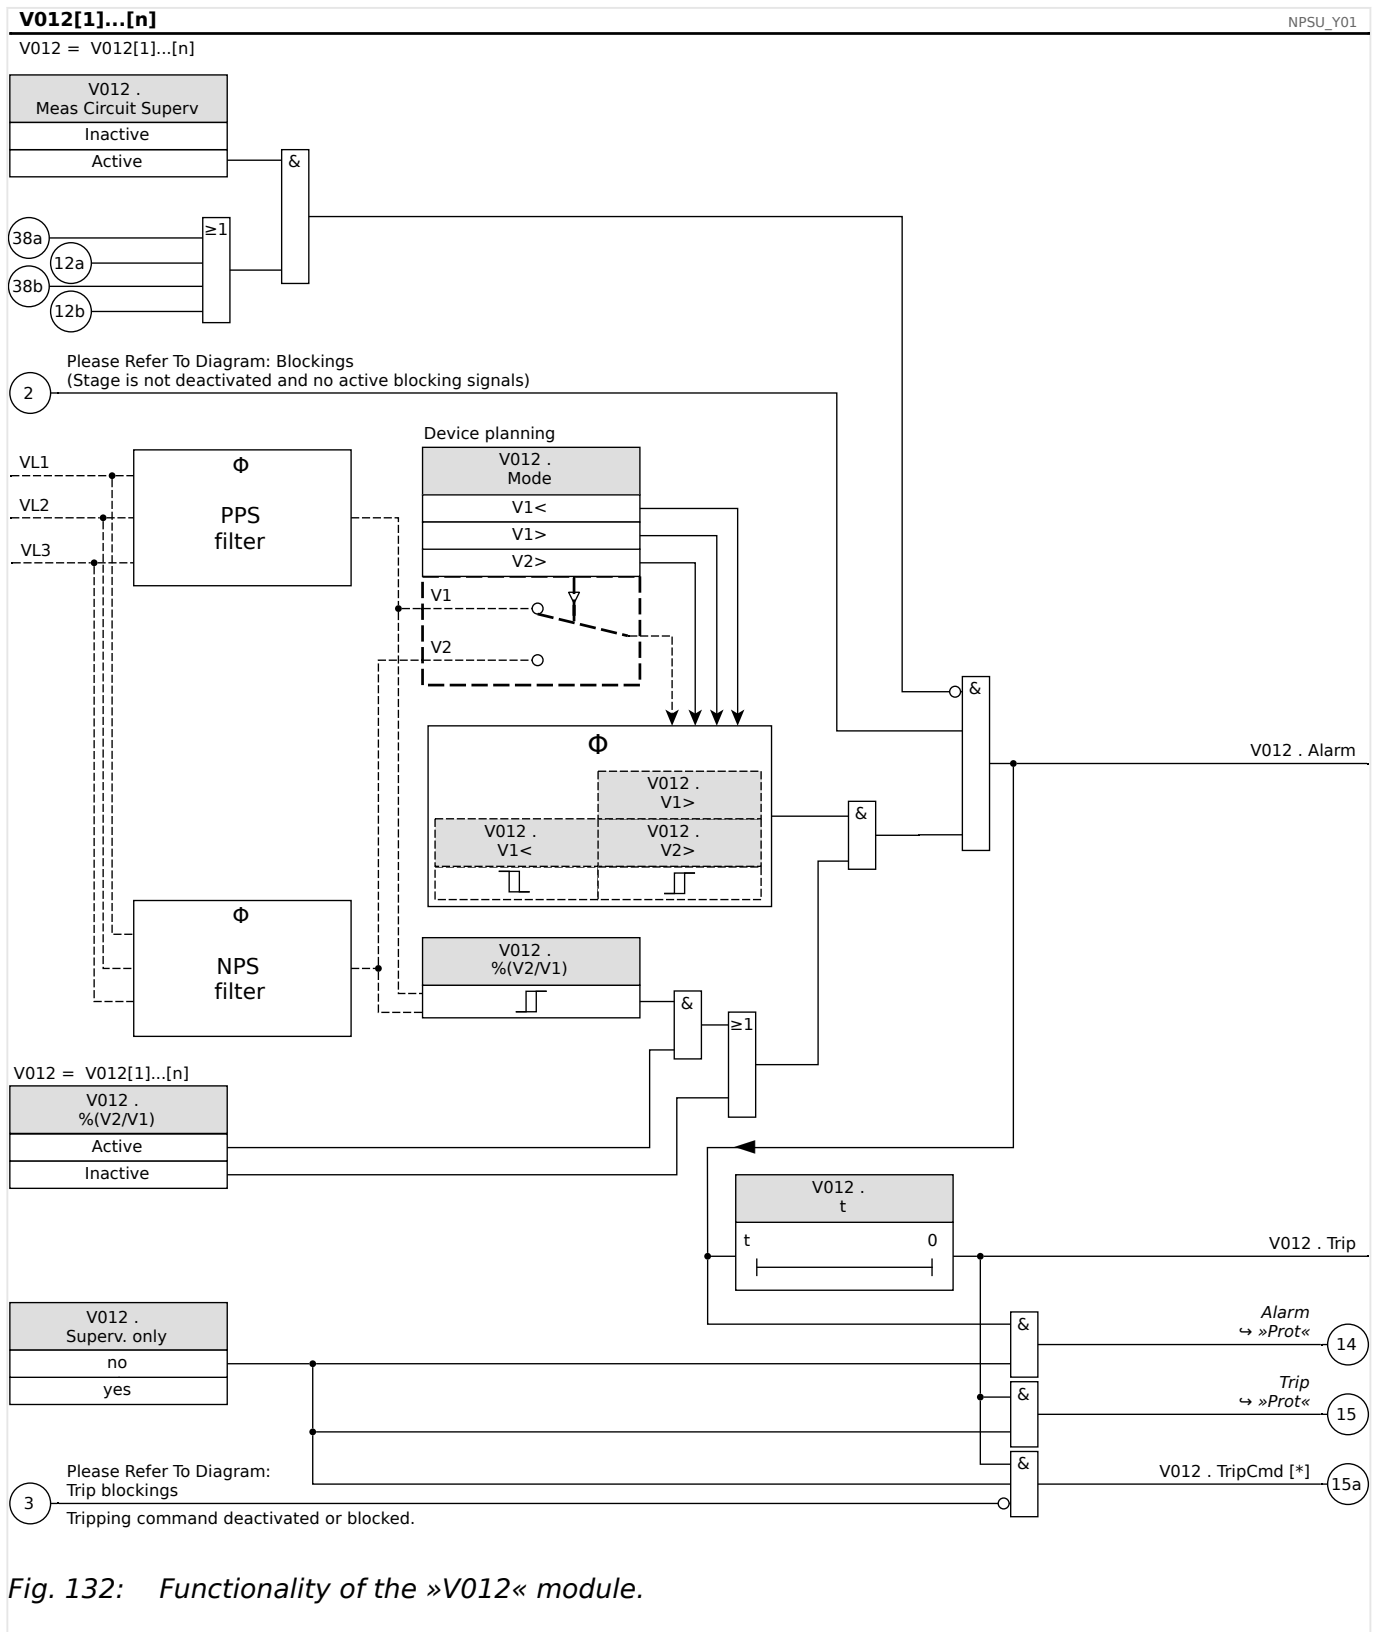 V012[1]...[n]
NPSU_Y01
V012 = V012[1]...[n]
V012 .
Meas Circuit Superv
Inactive
Active
&
38a
12a
38b
12b
≥1
Please Refer To Diagram: Blockings
(Stage is not deactivated and no active blocking signals)
2
Device planning
V012 .
Mode
V1<
V1>
V2>
V1
V2
VL1
VL2
VL3
Φ
PPS
filter
Φ
V012 .
V1>
V012 .
V1<
V012 .
V2>
&
&
V012 . Alarm
Φ
NPS
filter
V012 .
%(V2/V1)
&
≥1
V012 = V012[1]...[n]
V012 .
%(V2/V1)
Active
Inactive
V012 .
t
t
0
V012 . Trip
V012 .
Superv. only
no
yes
&
Alarm
↪ »Prot«
14
&
Trip
↪ »Prot«
15
&
V012 . TripCmd [*]
15a
Please Refer To Diagram:
Trip blockings
3
Tripping command deactivated or blocked.
Fig. 132: Functionality of the »V012« module.